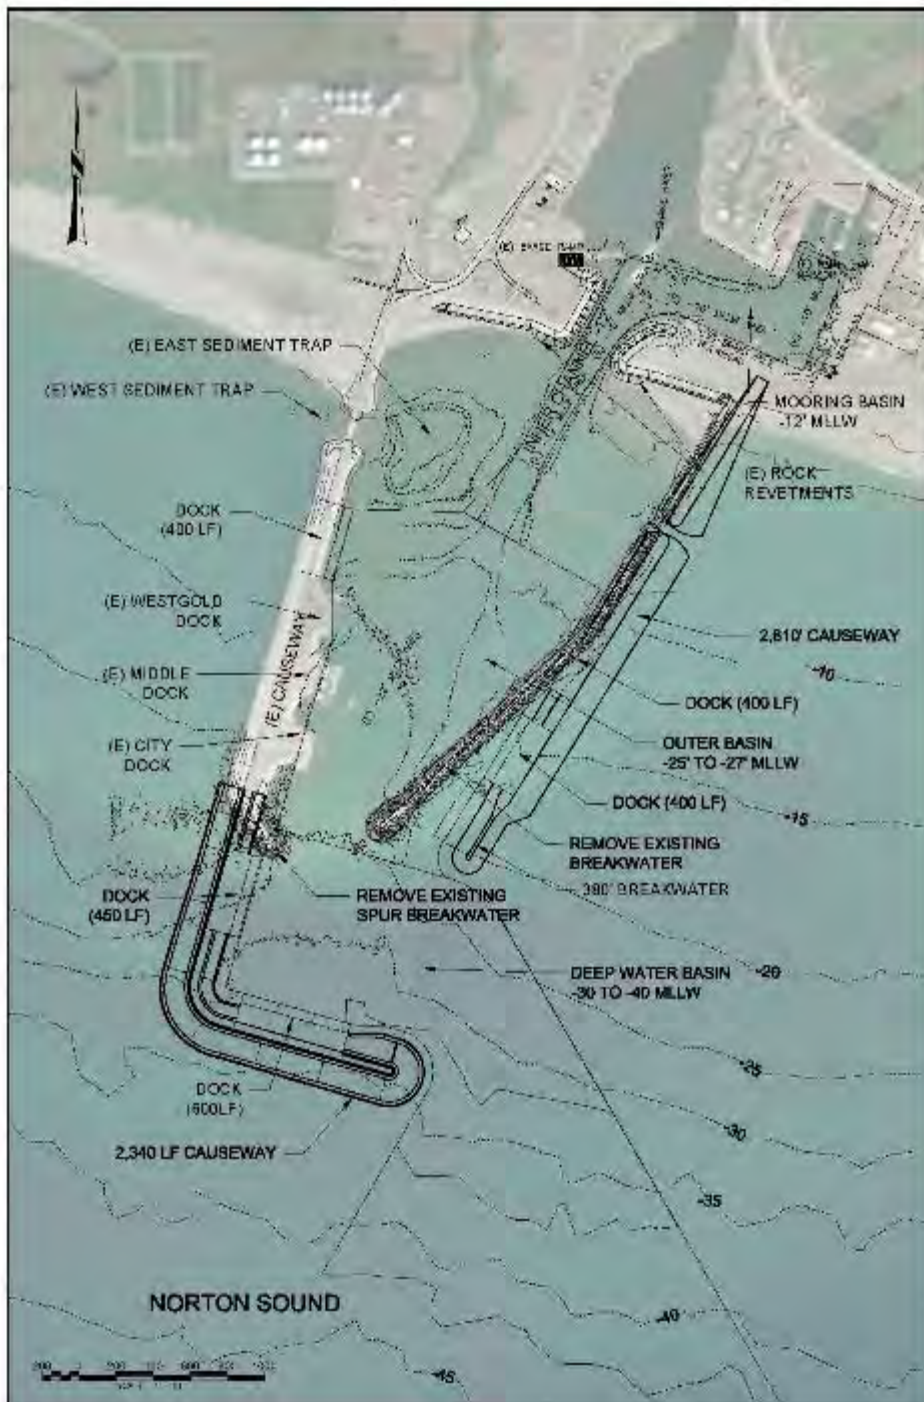 (E) BARGE RAMP
(E) EAST SEDIMENT TRAP
(E) WEST SEDIMENT TRAP
MOORING BASIN
-12' MLLW
(E) ROCK
REVETMENTS
DOCK
(400 LF)
(E) WESTGOLD
DOCK
(E) CAUSEWAY
2,810' CAUSEWAY
-10
(E) MIDDLE
DOCK
DOCK (400 LF)
(E) CITY
DOCK
OUTER BASIN
-25' TO -27' MLLW
DOCK (400 LF)
-15
REMOVE EXISTING
BREAKWATER
DOCK
(450 LF)
REMOVE EXISTING
SPUR BREAKWATER
BREAKWATER
-20
DEEP WATER BASIN
-30 TO -40 MLLW
-25
DOCK
-30
2,340 LF CAUSEWAY
-35
NORTON SOUND
-40
-45